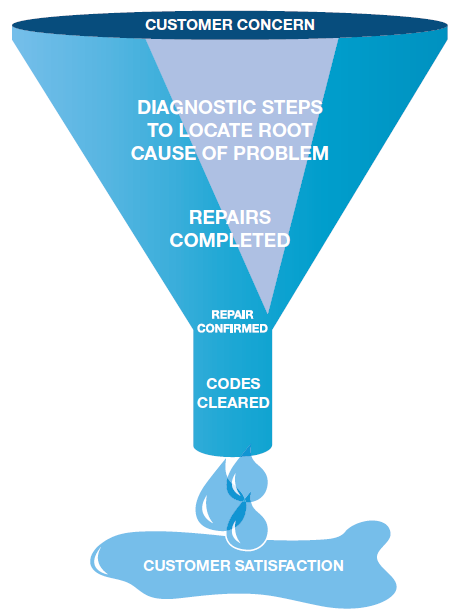 CUSTOMER CONCERN
DIAGNOSTIC STEPS
TO LOCATE ROOT
CAUSE OF PROBLEM
REPAIRS
COMPLETED
REPAIR
CONFIRMED
CODES
CLEARED
CUSTOMER SATISFACTION